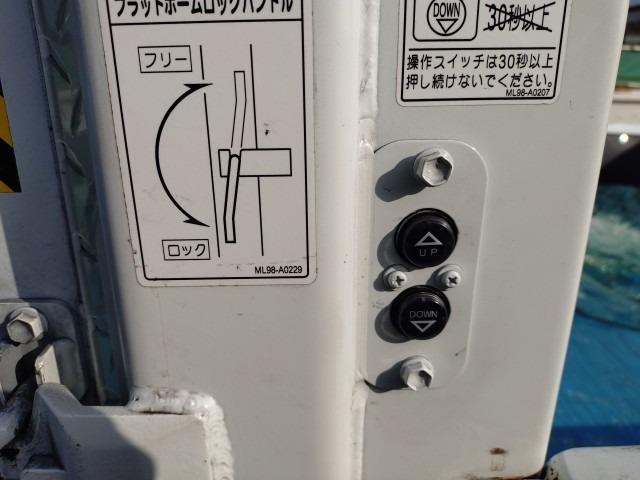 プラットホームロックハンドル
フリー
ロック
ML98-A0229
DOWN
30秒以上
操作スイッチは30秒以上
押し続けないでください。
ML98-A0207
UP
DOWN